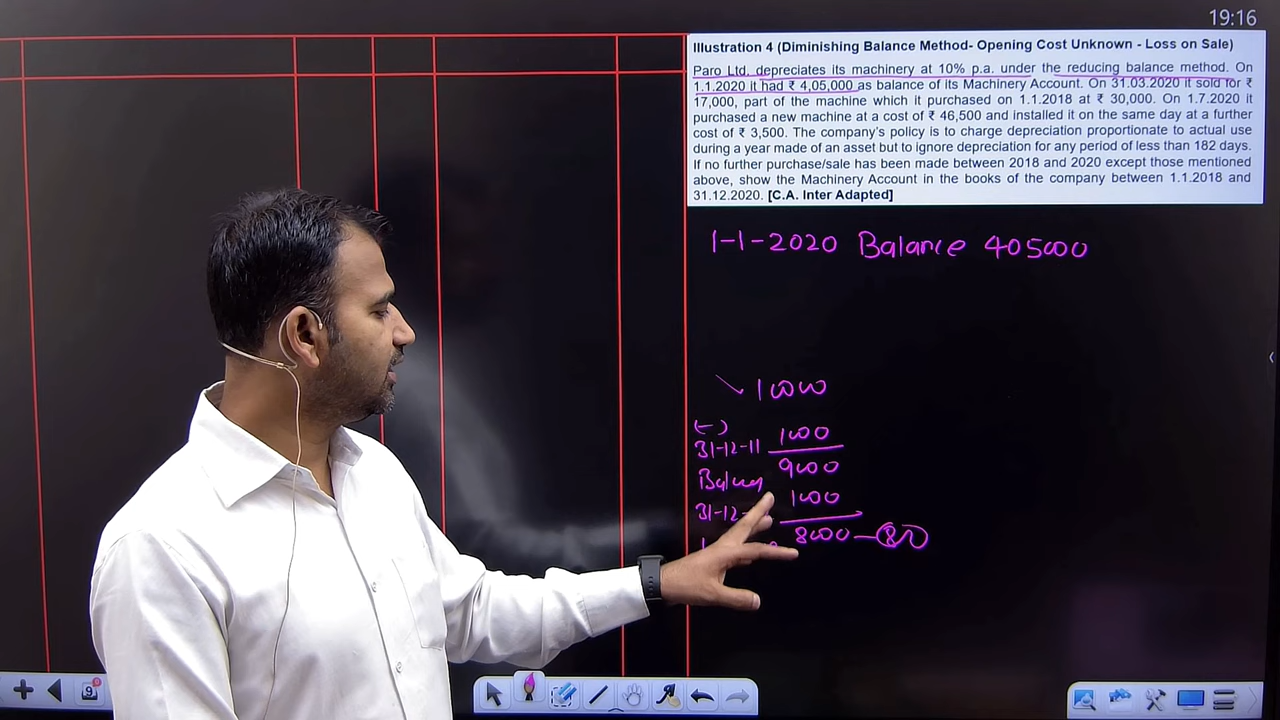 19:16
Illustration 4 (Diminishing Balance Method- Opening Cost Unknown - Loss on Sale)
Paro Ltd. depreciates its machinery at 10% p.a. under the reducing balance method. On
1.1.2020 it had ₹ 4,05,000 as balance of its Machinery Account. On 31.03.2020 it sold for ₹
17,000, part of the machine which it purchased on 1.1.2018 at ₹ 30,000. On 1.7.2020 it
purchased a new machine at a cost of ₹ 46,500 and installed it on the same day at a further
cost of ₹ 3,500. The company's policy is to charge depreciation proportionate to actual use
during a year made of an asset but to ignore depreciation for any period of less than 182 days.
If no further purchase/sale has been made between 2018 and 2020 except those mentioned
above, show the Machinery Account in the books of the company between 1.1.2018 and
31.12.2020. [C.A. Inter Adapted]
1-1-2020 Balance 405000
10000
(-)
31-12-11 1000
9000
31-12- 1000
8000
9